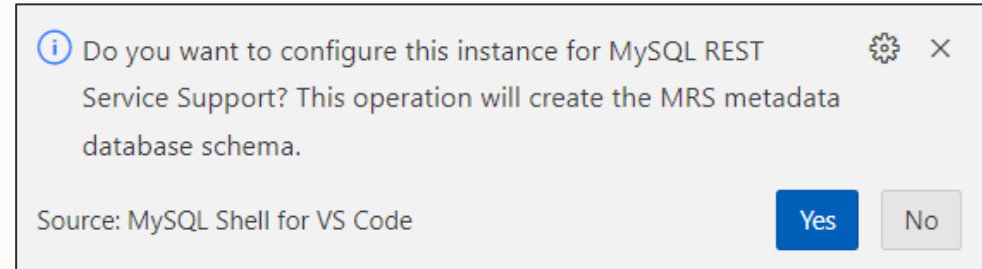 Do you want to configure this instance for MySQL REST
Service Support? This operation will create the MRS metadata
database schema.
Source: MySQL Shell for VS Code
Yes
No